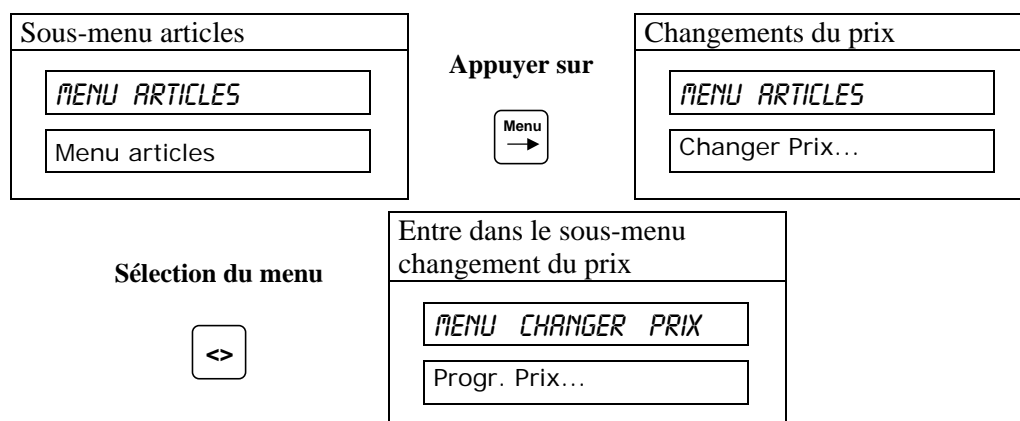 Sous-menu articles
MENU ARTICLES
Menu articles
Appuyer sur
Menu
Changements du prix
MENU ARTICLES
Changer Prix...
Sélection du menu
<>
Entre dans le sous-menu
changement du prix
MENU CHANGER PRIX
Progr. Prix...